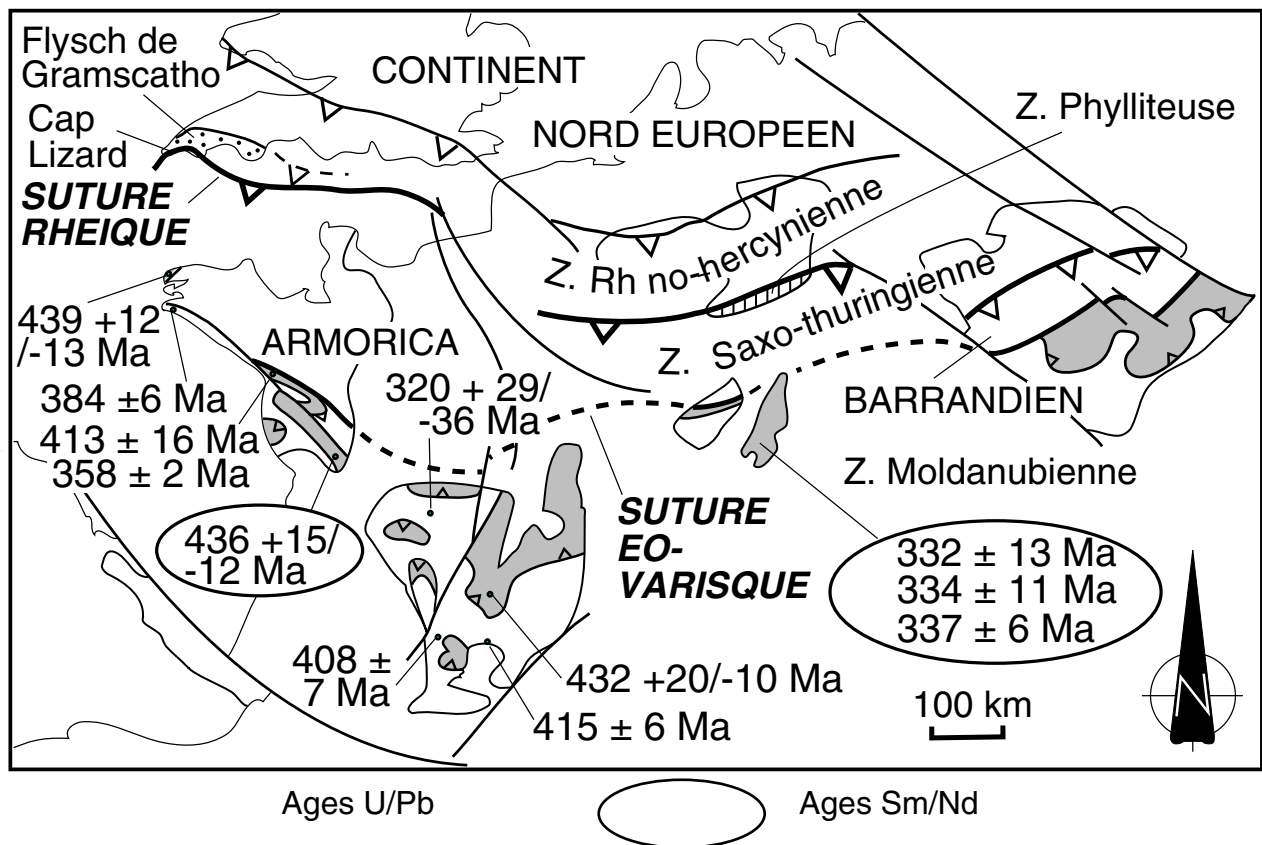 Flysch de
Gramscatho
CONTINENT
Cap
Lizard
NORD EUROPEEN
Z. Phylliteuse
SUTURE
RHEIQUE
Z. Rh no-hercynienne
Z. Saxo-thuringienne
439 +12
/-13 Ma
ARMORICA
384 ±6 Ma
413 ± 16 Ma
358 ± 2 Ma
320 + 29/
-36 Ma
BARRANDIEN
Z. Moldanubienne
SUTURE
EO-
VARISQUE
436 +15/
-12 Ma
332 ± 13 Ma
334 ± 11 Ma
337 ± 6 Ma
408 ±
7 Ma
432 +20/-10 Ma
415 ± 6 Ma
100 km
N
Ages U/Pb
Ages Sm/Nd